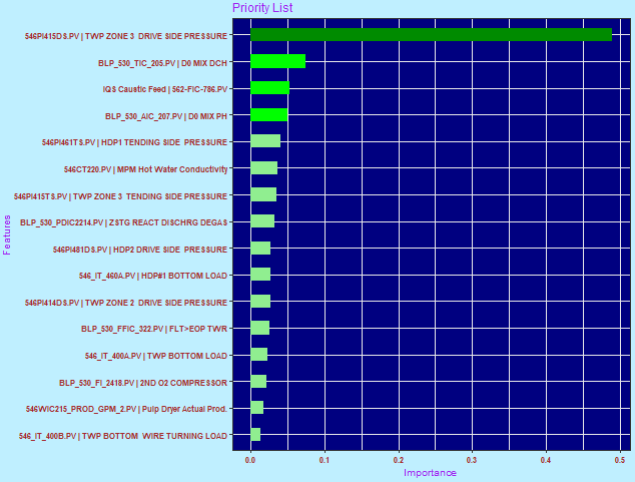 Priority List
546PI415DS.PV | TWP ZONE 3 DRIVE SIDE PRESSURE
BLP_530_TIC_205.PV | D0 MIX DCH
IQS Caustic Feed | 562-FIC-786.PV
BLP_530_AIC_207.PV | D0 MIX PH
546PI461TS.PV | HDP1 TENDING SIDE PRESSURE
546CT220.PV | MPM Hot Water Conductivity
546PI415TS.PV | TWP ZONE 3 TENDING SIDE PRESSURE
BLP_530_PDIC2214.PV | ZSTG REACT DISCHRG DEGAS
546PI481DS.PV | HDP2 DRIVE SIDE PRESSURE
546_IT_460A.PV | HDP#1 BOTTOM LOAD
546PI414DS.PV | TWP ZONE 2 DRIVE SIDE PRESSURE
BLP_530_FFIC_322.PV | FLT>EOP TWR
546_IT_400A.PV | TWP BOTTOM LOAD
BLP_530_FI_2418.PV | 2ND O2 COMPRESSOR
546WIC215_PROD_GPM_2.PV | Pulp Dryer Actual Prod.
546_IT_400B.PV | TWP BOTTOM WIRE TURNING LOAD
Features
0.0 0.1 0.2 0.3 0.4 0.5
Importance